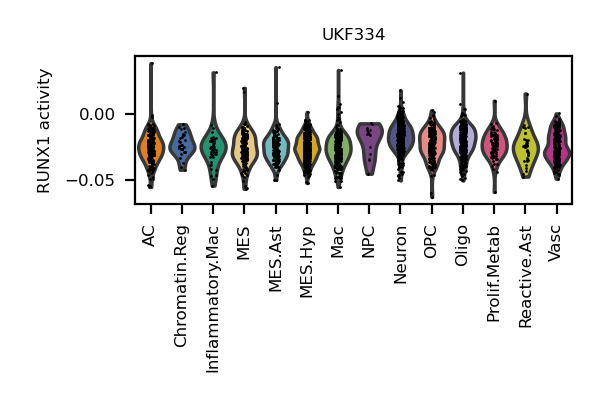 UKF334
RUNX1 activity
0.00
−0.05
AC
Chromatin.Reg
Inflammatory.Mac
MES
MES.Ast
MES.Hyp
Mac
NPC
Neuron
OPC
Oligo
Prolif.Metab
Reactive.Ast
Vasc